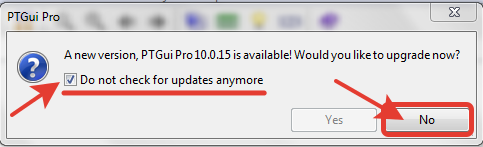 PTGui Pro
A new version, PTGui Pro 10.0.15 is available! Would you like to upgrade now?
Do not check for updates anymore
Yes
No